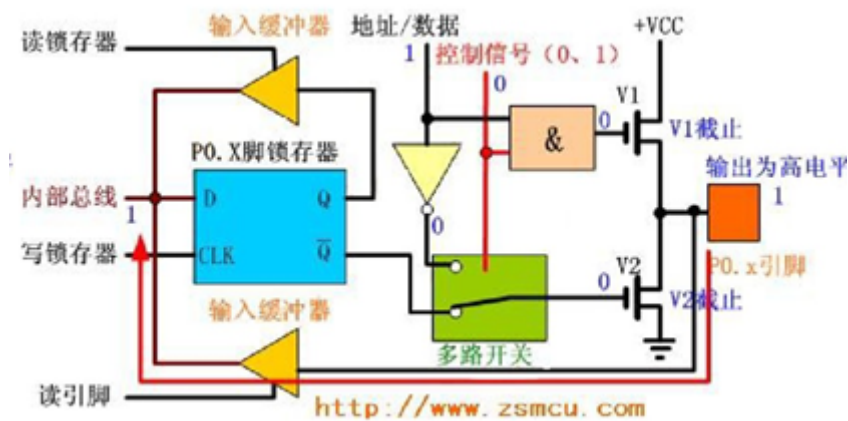 输入缓冲器
地址/数据
+VCC
读锁存器
1
控制信号（0、1）
0
V1
&
0
V1截止
P0.X脚锁存器
输出为高电平
内部总线
1
D
Q
0
1
写锁存器
CLK
Q̅
0
V2
P0.x引脚
V2截止
输入缓冲器
多路开关
读引脚
http://www.zsmcu.com